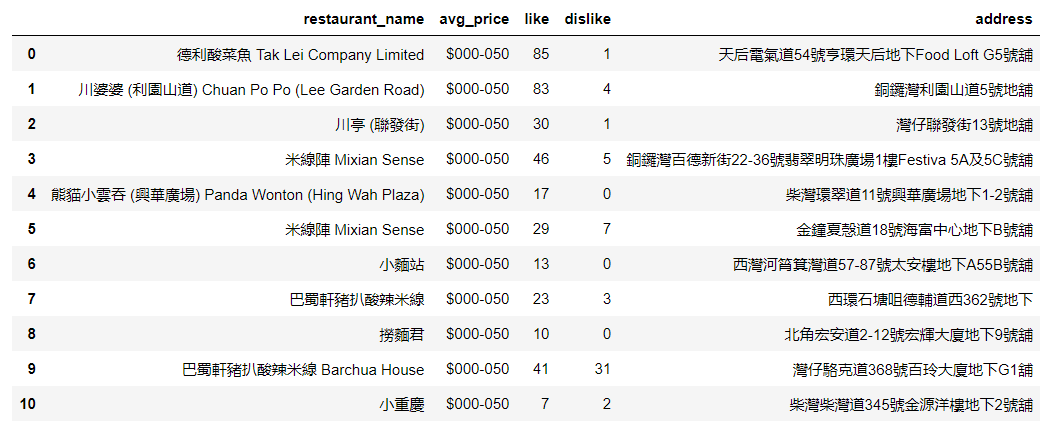 restaurant_name avg_price like dislike address
0 德利酸菜魚 Tak Lei Company Limited $000-050 85 1 天后電氣道54號亨環天后地下Food Loft G5號舖
1 川婆婆 (利園山道) Chuan Po Po (Lee Garden Road) $000-050 83 4 銅鑼灣利園山道5號地舖
2 川亭 (聯發街) $000-050 30 1 灣仔聯發街13號地舖
3 米線陣 Mixian Sense $000-050 46 5 銅鑼灣百德新街22-36號翡翠明珠廣場1樓Festiva 5A及5C號舖
4 熊貓小雲吞 (興華廣場) Panda Wonton (Hing Wah Plaza) $000-050 17 0 柴灣環翠道11號興華廣場地下1-2號舖
5 米線陣 Mixian Sense $000-050 29 7 金鐘夏愨道18號海富中心地下B號舖
6 小麵站 $000-050 13 0 西灣河筲箕灣道57-87號太安樓地下A55B號舖
7 巴蜀軒豬扒酸辣米線 $000-050 23 3 西環石塘咀德輔道西362號地下
8 撈麵君 $000-050 10 0 北角宏安道2-12號宏輝大廈地下9號舖
9 巴蜀軒豬扒酸辣米線 Barchua House $000-050 41 31 灣仔駱克道368號百玲大廈地下G1舖
10 小重慶 $000-050 7 2 柴灣柴灣道345號金源洋樓地下2號舖